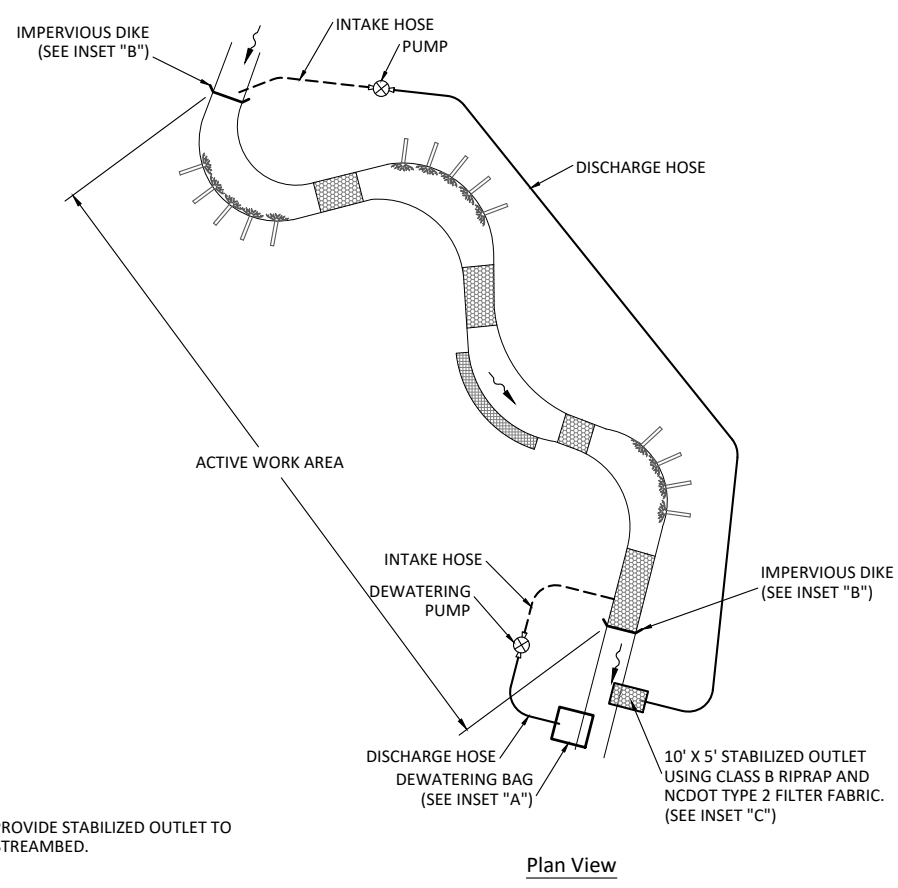 IMPERVIOUS DIKE
(SEE INSET "B")
INTAKE HOSE
PUMP
DISCHARGE HOSE
ACTIVE WORK AREA
INTAKE HOSE
DEWATERING
PUMP
IMPERVIOUS DIKE
(SEE INSET "B")
DISCHARGE HOSE
DEWATERING BAG
(SEE INSET "A")
10' X 5' STABILIZED OUTLET
USING CLASS B RIPRAP AND
NCDOT TYPE 2 FILTER FABRIC.
(SEE INSET "C")
PROVIDE STABILIZED OUTLET TO
STREAMBED.
Plan View